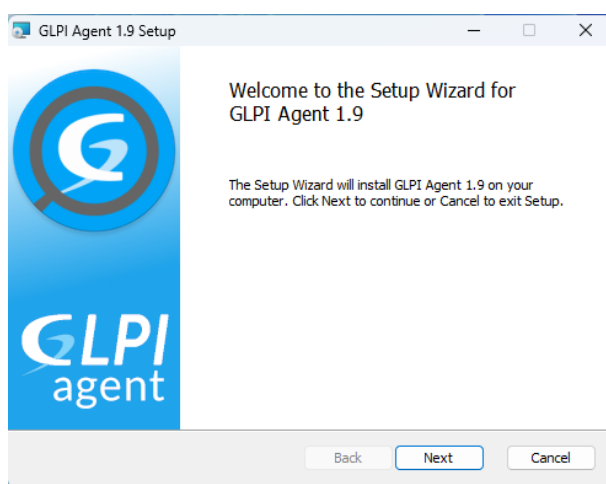 GLPI Agent 1.9 Setup
Welcome to the Setup Wizard for
GLPI Agent 1.9
The Setup Wizard will install GLPI Agent 1.9 on your
computer. Click Next to continue or Cancel to exit Setup.
GLPI
agent
Back Next Cancel